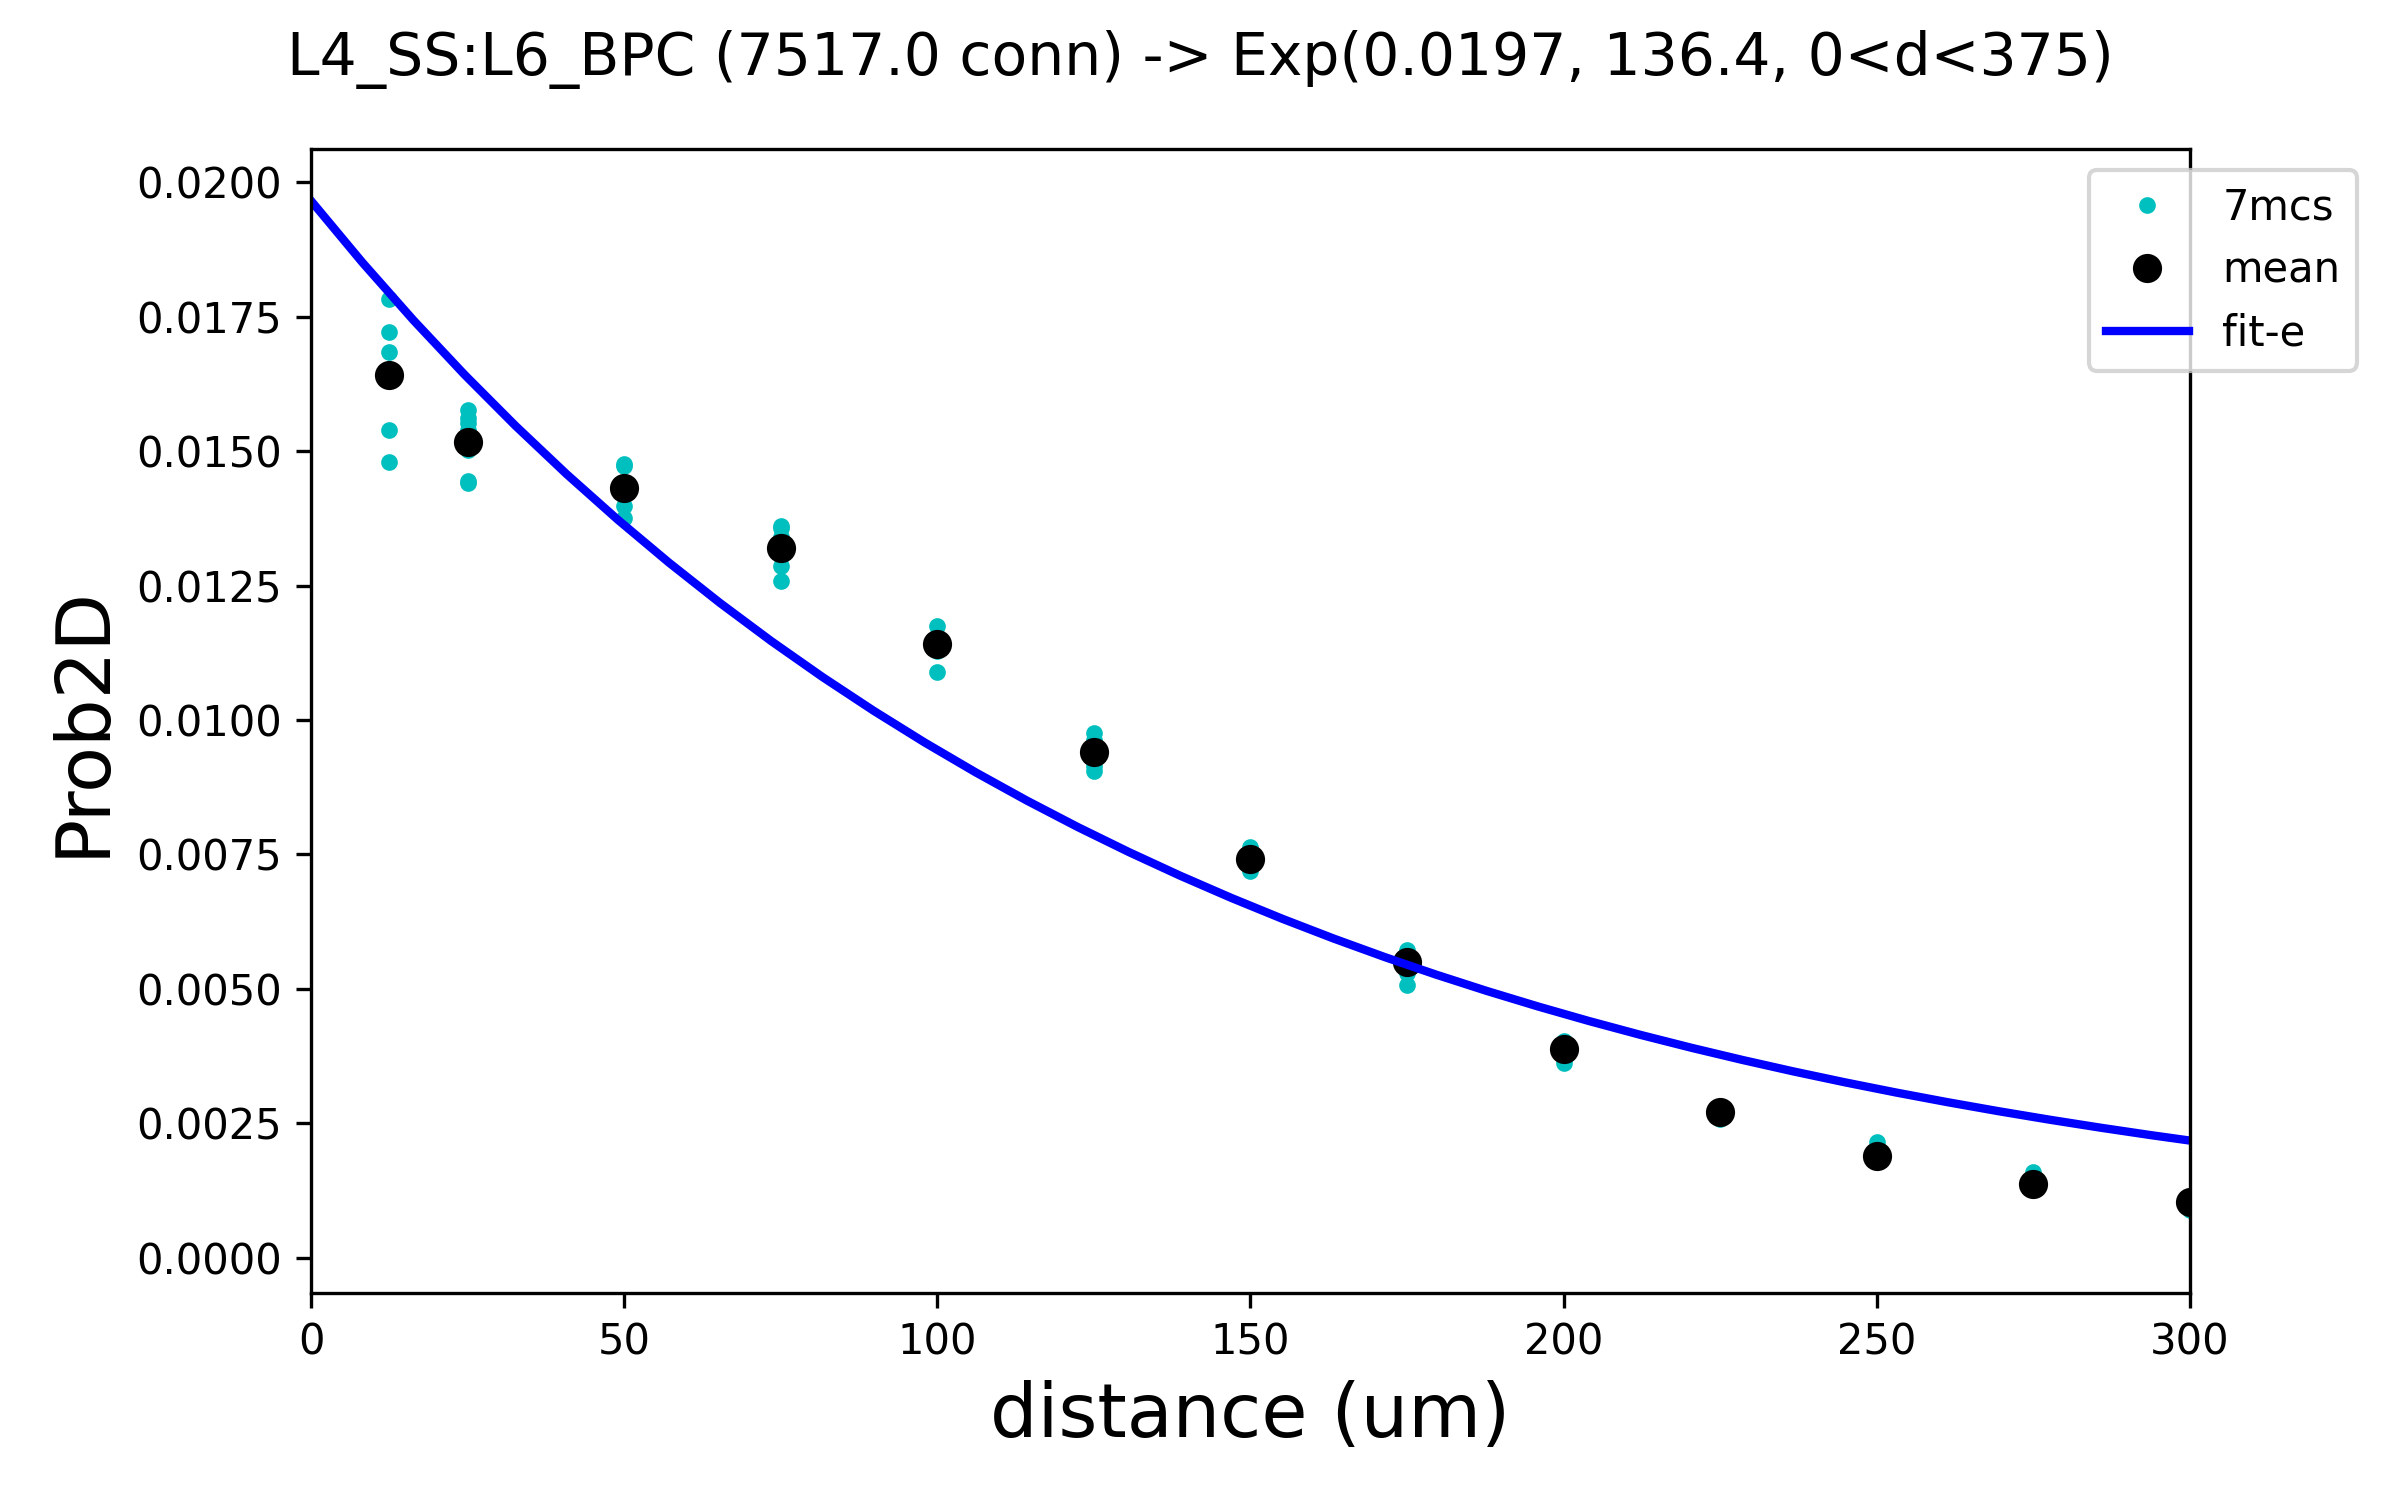 L4_SS:L6_BPC (7517.0 conn) -> Exp(0.0197, 136.4, 0<d<375)
7mcs
mean
fit-e
Prob2D
0.0200
0.0175
0.0150
0.0125
0.0100
0.0075
0.0050
0.0025
0.0000
0 50 100 150 200 250 300
distance (um)